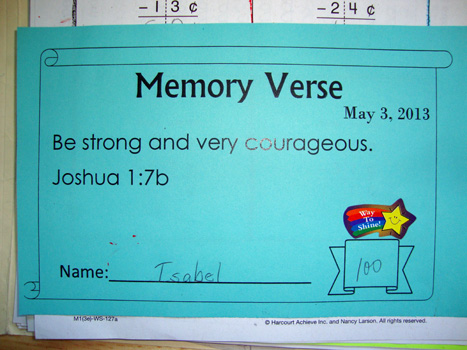 - 1 3 ¢
- 2 4 ¢
Memory Verse
May 3, 2013
Be strong and very courageous.
Joshua 1:7b
Way
To
Shine!
100
Name: Isabel
M1(3e)-WS-127a
© Harcourt Achieve Inc. and Nancy Larson. All rights reserved.